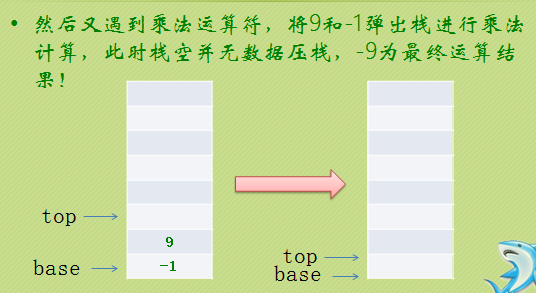 • 然后又遇到乘法运算符，将9和-1弹出栈进行乘法
计算，此时栈空并无数据压栈，-9为最终运算结
果！
top
9
base
-1
top
base